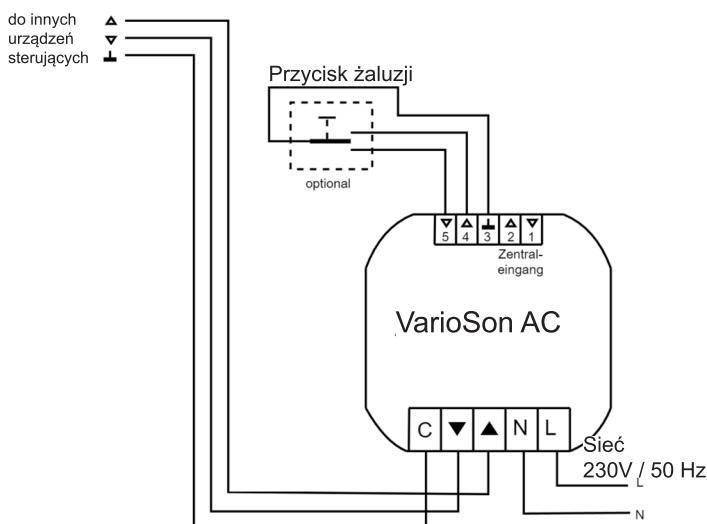 do innych
urządzeń
sterujących
Przycisk żaluzji
optional
5 4 3 2 1
Zentral-
eingang
VarioSon AC
C N L
Sieć
230V / 50 Hz
L
N